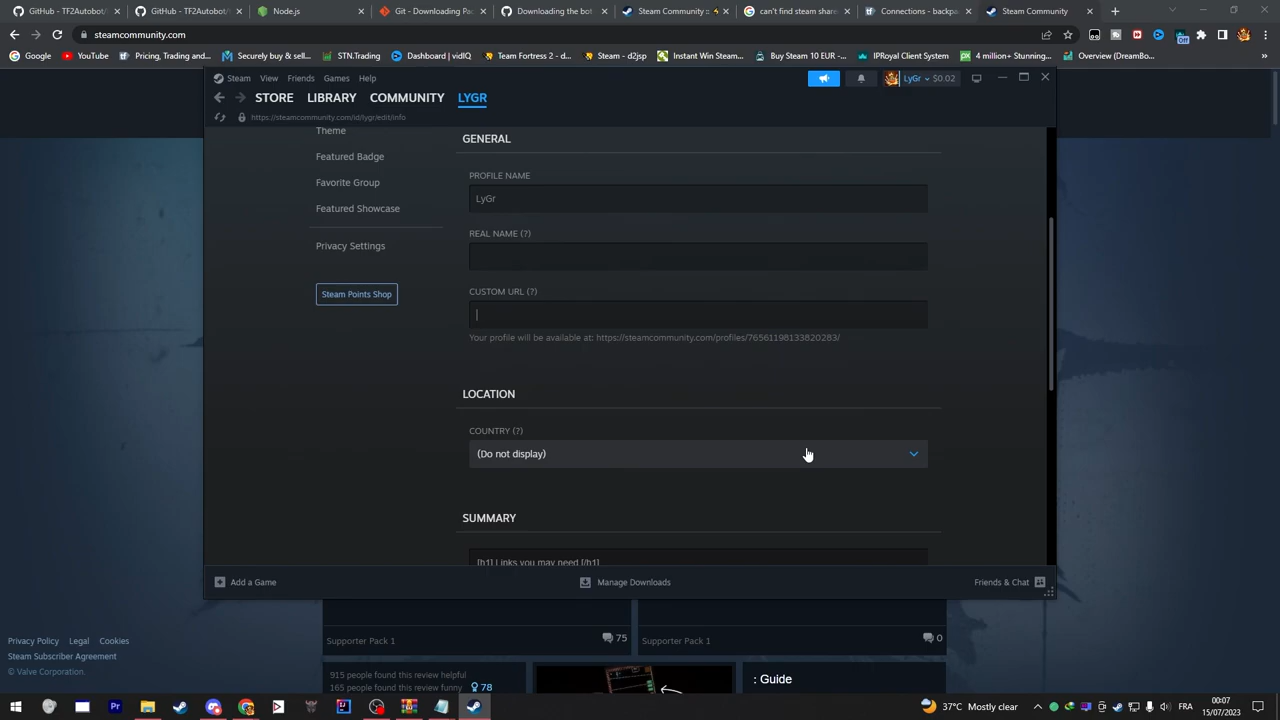 GitHub - TF2Autobot/
GitHub - TF2Autobot/
Node.js
Git - Downloading Pac
Downloading the bot
Steam Community ::
can't find steam share
Connections - backpa
Steam Community
steamcommunity.com
Google
YouTube
Pricing, Trading and...
Securely buy and sell...
STN.Trading
Dashboard | vidIQ
Team Fortress 2 - d...
Steam - d2jsp
Instant Win Steam...
Buy Steam 10 EUR -...
IPRoyal Client System
4 million+ Stunning...
Overview (DreamBo...
Steam View Friends Games Help
LyGr $0.02
STORE LIBRARY COMMUNITY LYGR
https://steamcommunity.com/id/lygr/edit/info
Theme
Featured Badge
Favorite Group
Featured Showcase
Privacy Settings
Steam Points Shop
GENERAL
PROFILE NAME
LyGr
REAL NAME (?)
CUSTOM URL (?)
Your profile will be available at: https://steamcommunity.com/profiles/76561198133820283/
LOCATION
COUNTRY (?)
(Do not display)
SUMMARY
[h1] Links you may need [/h1]
Add a Game
Manage Downloads
Friends & Chat
Privacy Policy Legal Cookies
Steam Subscriber Agreement
© Valve Corporation.
Supporter Pack 1
75
Supporter Pack 1
0
915 people found this review helpful
165 people found this review funny
78
: Guide
37°C Mostly clear
FRA
00:07
15/07/2023